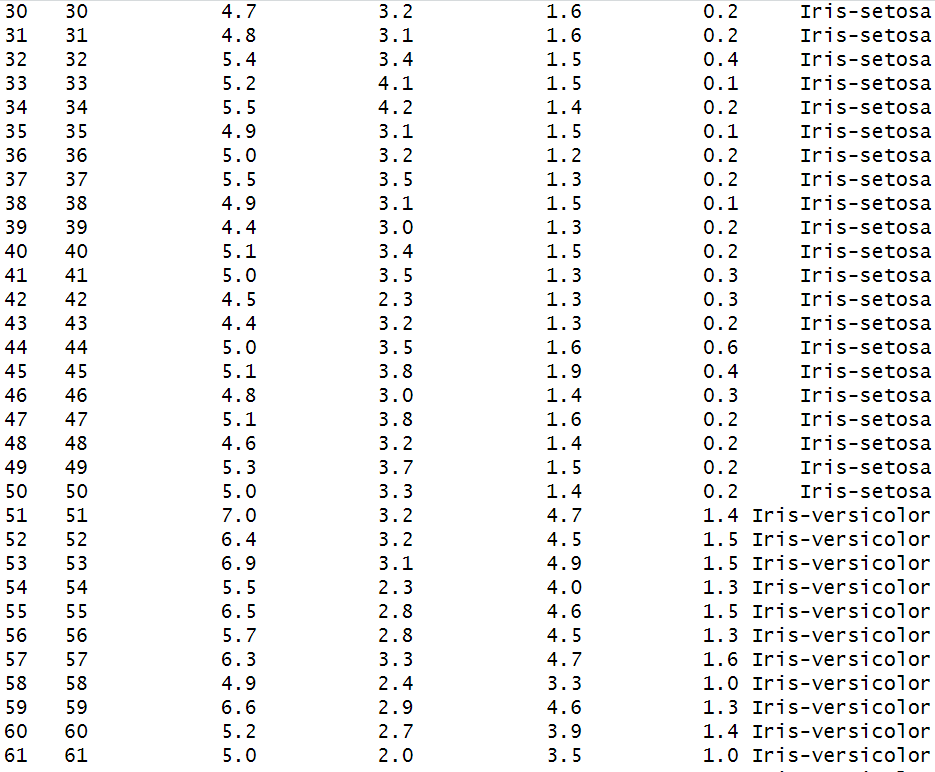 30 30 4.7 3.2 1.6 0.2 Iris-setosa
31 31 4.8 3.1 1.6 0.2 Iris-setosa
32 32 5.4 3.4 1.5 0.4 Iris-setosa
33 33 5.2 4.1 1.5 0.1 Iris-setosa
34 34 5.5 4.2 1.4 0.2 Iris-setosa
35 35 4.9 3.1 1.5 0.1 Iris-setosa
36 36 5.0 3.2 1.2 0.2 Iris-setosa
37 37 5.5 3.5 1.3 0.2 Iris-setosa
38 38 4.9 3.1 1.5 0.1 Iris-setosa
39 39 4.4 3.0 1.3 0.2 Iris-setosa
40 40 5.1 3.4 1.5 0.2 Iris-setosa
41 41 5.0 3.5 1.3 0.3 Iris-setosa
42 42 4.5 2.3 1.3 0.3 Iris-setosa
43 43 4.4 3.2 1.3 0.2 Iris-setosa
44 44 5.0 3.5 1.6 0.6 Iris-setosa
45 45 5.1 3.8 1.9 0.4 Iris-setosa
46 46 4.8 3.0 1.4 0.3 Iris-setosa
47 47 5.1 3.8 1.6 0.2 Iris-setosa
48 48 4.6 3.2 1.4 0.2 Iris-setosa
49 49 5.3 3.7 1.5 0.2 Iris-setosa
50 50 5.0 3.3 1.4 0.2 Iris-setosa
51 51 7.0 3.2 4.7 1.4 Iris-versicolor
52 52 6.4 3.2 4.5 1.5 Iris-versicolor
53 53 6.9 3.1 4.9 1.5 Iris-versicolor
54 54 5.5 2.3 4.0 1.3 Iris-versicolor
55 55 6.5 2.8 4.6 1.5 Iris-versicolor
56 56 5.7 2.8 4.5 1.3 Iris-versicolor
57 57 6.3 3.3 4.7 1.6 Iris-versicolor
58 58 4.9 2.4 3.3 1.0 Iris-versicolor
59 59 6.6 2.9 4.6 1.3 Iris-versicolor
60 60 5.2 2.7 3.9 1.4 Iris-versicolor
61 61 5.0 2.0 3.5 1.0 Iris-versicolor